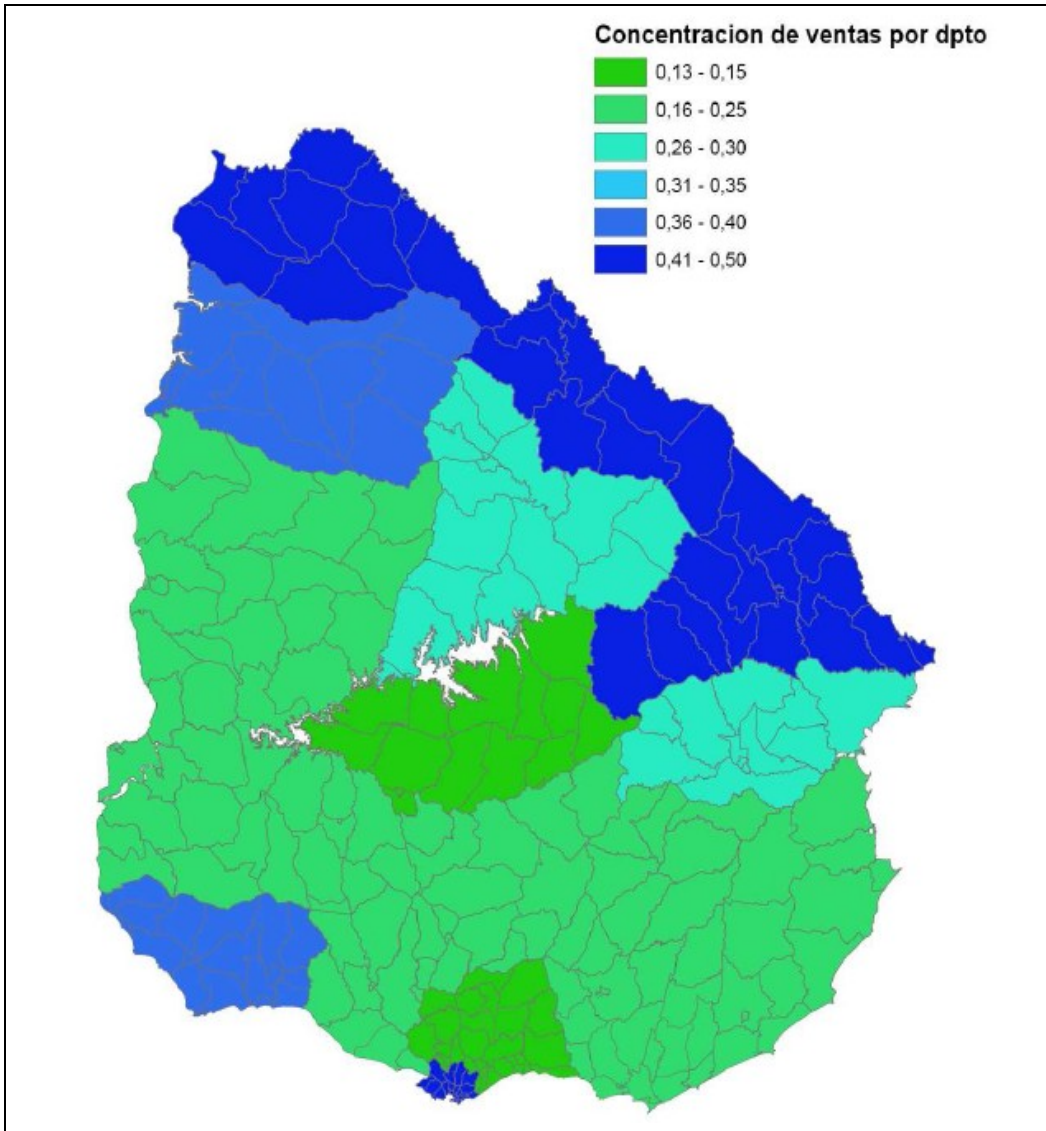 Concentracion de ventas por dpto
0,13 - 0,15
0,16 - 0,25
0,26 - 0,30
0,31 - 0,35
0,36 - 0,40
0,41 - 0,50